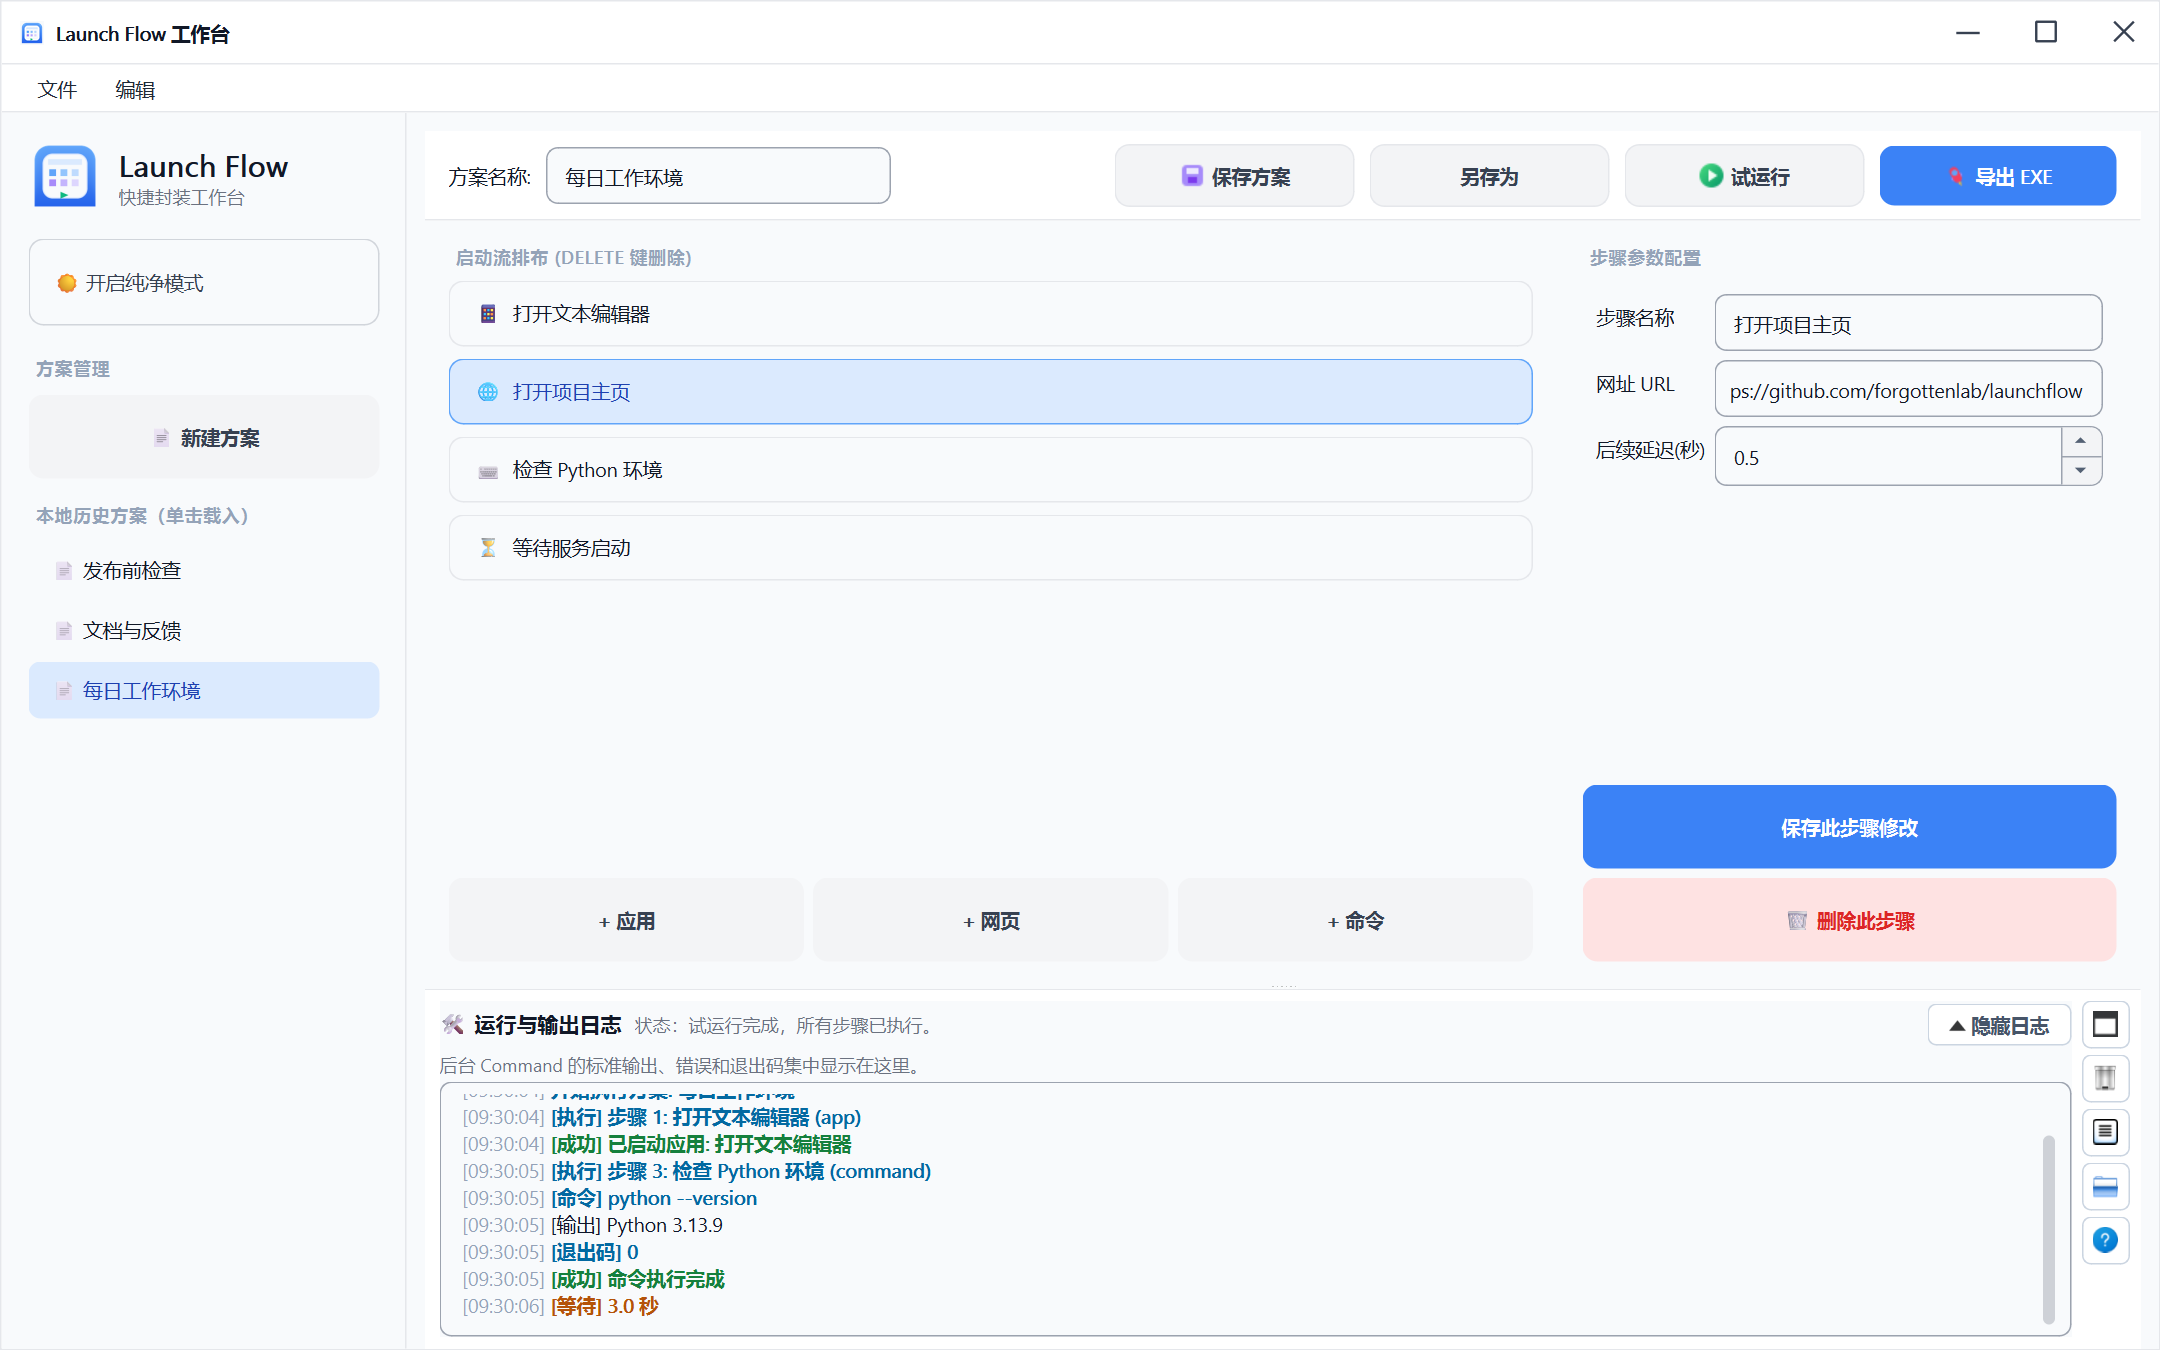 Launch Flow 工作台
文件 编辑
Launch Flow
快捷封装工作台
开启纯净模式
方案管理
新建方案
本地历史方案（单击载入）
发布前检查
文档与反馈
每日工作环境
方案名称:
每日工作环境
保存方案
另存为
试运行
导出 EXE
启动流排布 (DELETE 键删除)
打开文本编辑器
打开项目主页
检查 Python 环境
等待服务启动
+ 应用
+ 网页
+ 命令
步骤参数配置
步骤名称
打开项目主页
网址 URL
ps://github.com/forgottenlab/launchflow
后续延迟(秒)
0.5
保存此步骤修改
删除此步骤
运行与输出日志 状态：试运行完成，所有步骤已执行。
隐藏日志
后台 Command 的标准输出、错误和退出码集中显示在这里。
[09:30:04] 开始执行方案: 每日工作环境
[09:30:04] [执行] 步骤 1: 打开文本编辑器 (app)
[09:30:04] [成功] 已启动应用: 打开文本编辑器
[09:30:05] [执行] 步骤 3: 检查 Python 环境 (command)
[09:30:05] [命令] python --version
[09:30:05] [输出] Python 3.13.9
[09:30:05] [退出码] 0
[09:30:05] [成功] 命令执行完成
[09:30:06] [等待] 3.0 秒